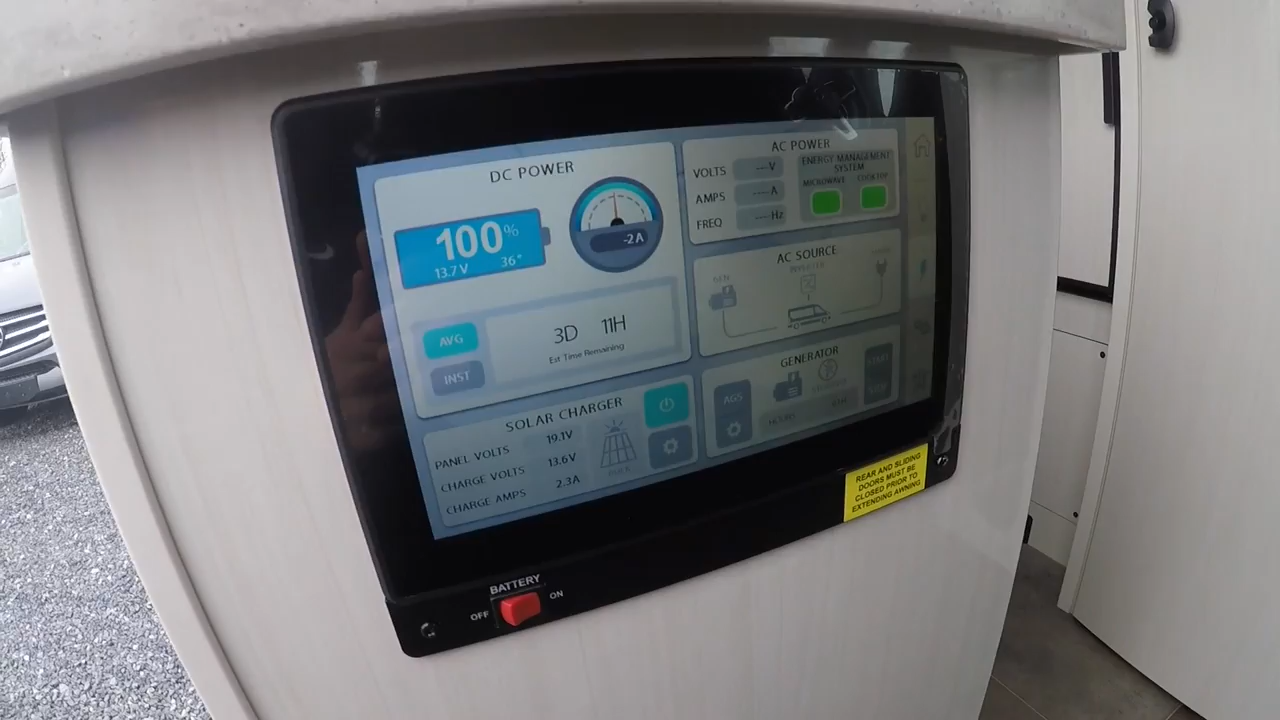 DC POWER
100%
13.7 V 36°
-2A
AVG
INST
3D 11H
Est Time Remaining
SOLAR CHARGER
PANEL VOLTS 19.1V
CHARGE VOLTS 13.6V
CHARGE AMPS 2.3A
BULK
AC POWER
VOLTS ----V
AMPS ----A
FREQ ----Hz
ENERGY MANAGEMENT
SYSTEM
MICROWAVE COOKTOP
AC SOURCE
GEN
INVERTER
GENERATOR
AGS
START
STOP
HOURS
REAR AND SLIDING
DOORS MUST BE
CLOSED PRIOR TO
EXTENDING AWNING
BATTERY
OFF ON